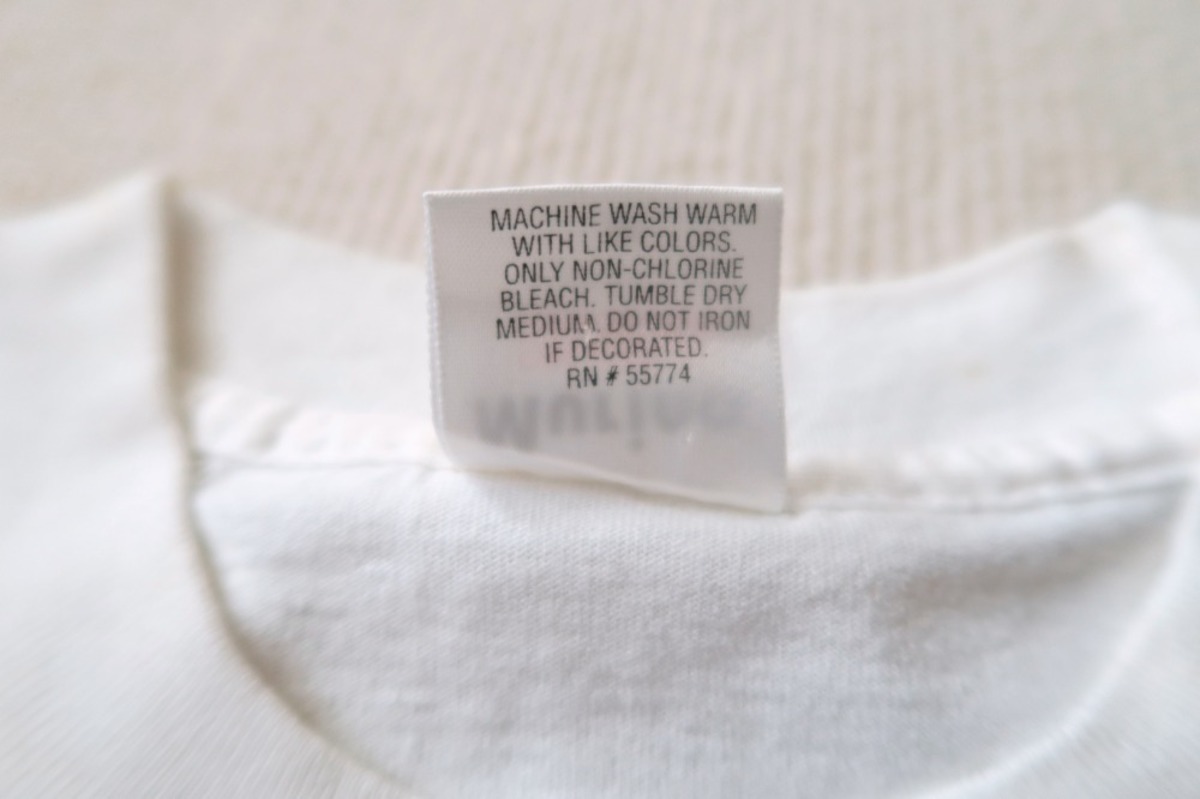 MACHINE WASH WARM
WITH LIKE COLORS.
ONLY NON-CHLORINE
BLEACH. TUMBLE DRY
MEDIUM. DO NOT IRON
IF DECORATED.
RN # 55774